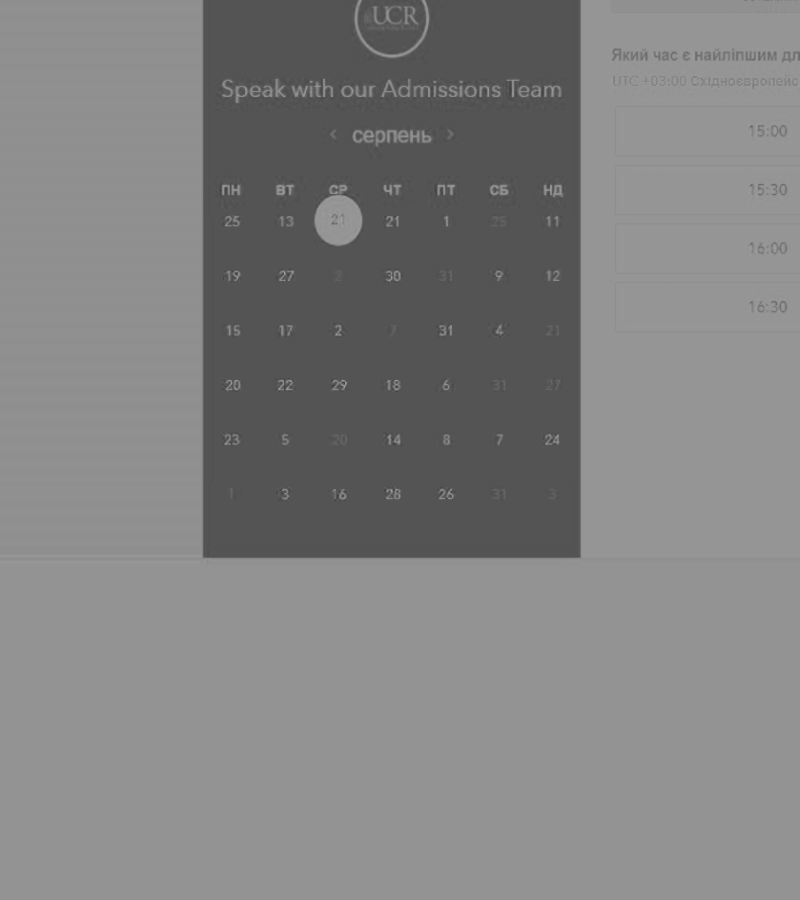 UCR
Speak with our Admissions Team
‹ серпень ›
ПН ВТ СР ЧТ ПТ СБ НД
25 13 21 21 1 25 11
19 27 2 30 31 9 12
15 17 2 7 31 4 21
20 22 29 18 6 31 27
23 5 20 14 8 7 24
1 3 16 28 26 31 3
Який час є найліпшим дл
UTC +03:00 Східноєвропейс
15:00
15:30
16:00
16:30